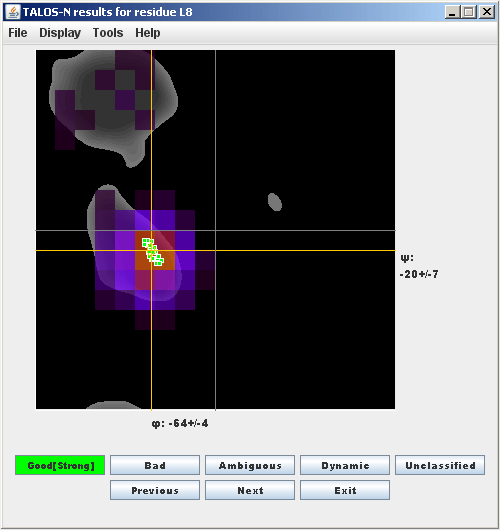 TALOS-N results for residue L8
File Display Tools Help
ψ:
-20+/-7
φ: -64+/-4
Good[Strong] Bad Ambiguous Dynamic Unclassified
Previous Next Exit